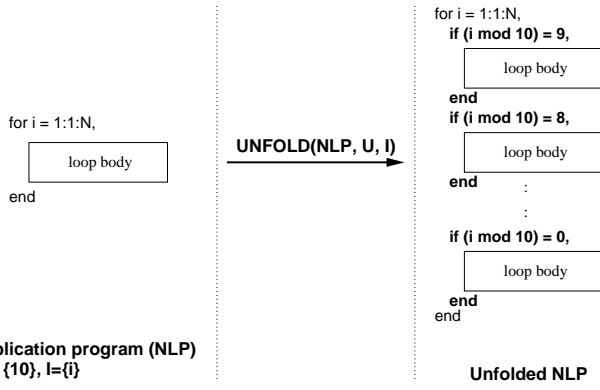 for i = 1:1:N,
loop body
end
plication program (NLP)
{10}, I={i}
UNFOLD(NLP, U, I)
for i = 1:1:N,
if (i mod 10) = 9,
loop body
end
if (i mod 10) = 8,
loop body
end
:
:
if (i mod 10) = 0,
loop body
end
end
Unfolded NLP